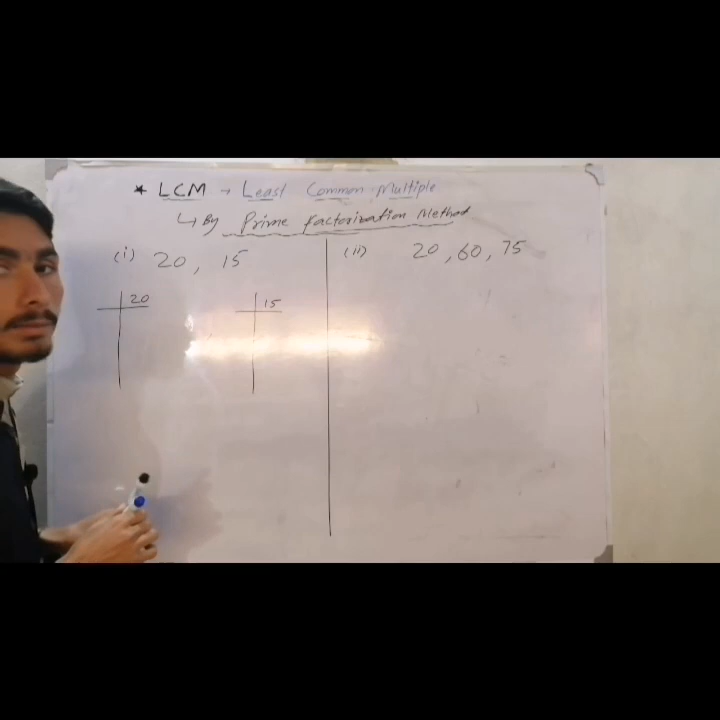 * LCM → Least Common Multiple
↳ By Prime Factorization Method
(i) 20, 15
20
15
(ii) 20, 60, 75